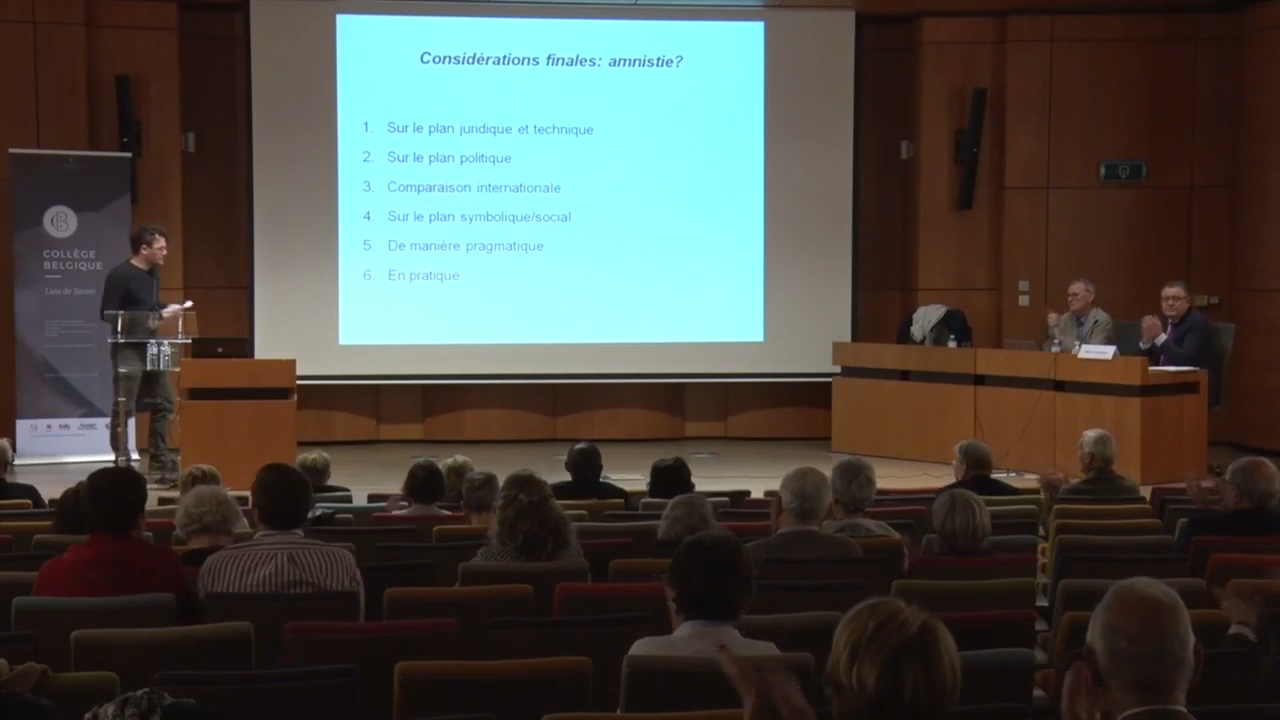 Considérations finales: amnistie?
1. Sur le plan juridique et technique
2. Sur le plan politique
3. Comparaison internationale
4. Sur le plan symbolique/social
5. De manière pragmatique
6. En pratique
COLLÈGE
BELGIQUE
Lieu de Savoir